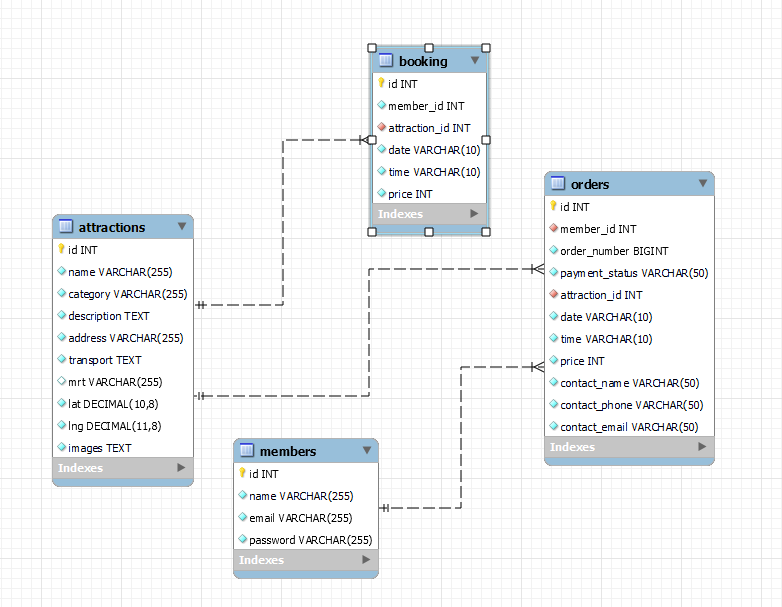 booking
id INT
member_id INT
attraction_id INT
date VARCHAR(10)
time VARCHAR(10)
price INT
Indexes
orders
id INT
member_id INT
order_number BIGINT
payment_status VARCHAR(50)
attraction_id INT
date VARCHAR(10)
time VARCHAR(10)
price INT
contact_name VARCHAR(50)
contact_phone VARCHAR(50)
contact_email VARCHAR(50)
Indexes
attractions
id INT
name VARCHAR(255)
category VARCHAR(255)
description TEXT
address VARCHAR(255)
transport TEXT
mrt VARCHAR(255)
lat DECIMAL(10,8)
lng DECIMAL(11,8)
images TEXT
Indexes
members
id INT
name VARCHAR(255)
email VARCHAR(255)
password VARCHAR(255)
Indexes